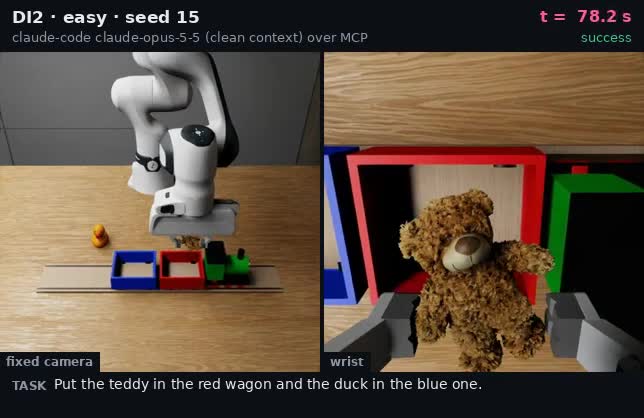 DI2 · easy · seed 15
t = 78.2 s
claude-code claude-opus-5-5 (clean context) over MCP
success
fixed camera
wrist
TASK Put the teddy in the red wagon and the duck in the blue one.